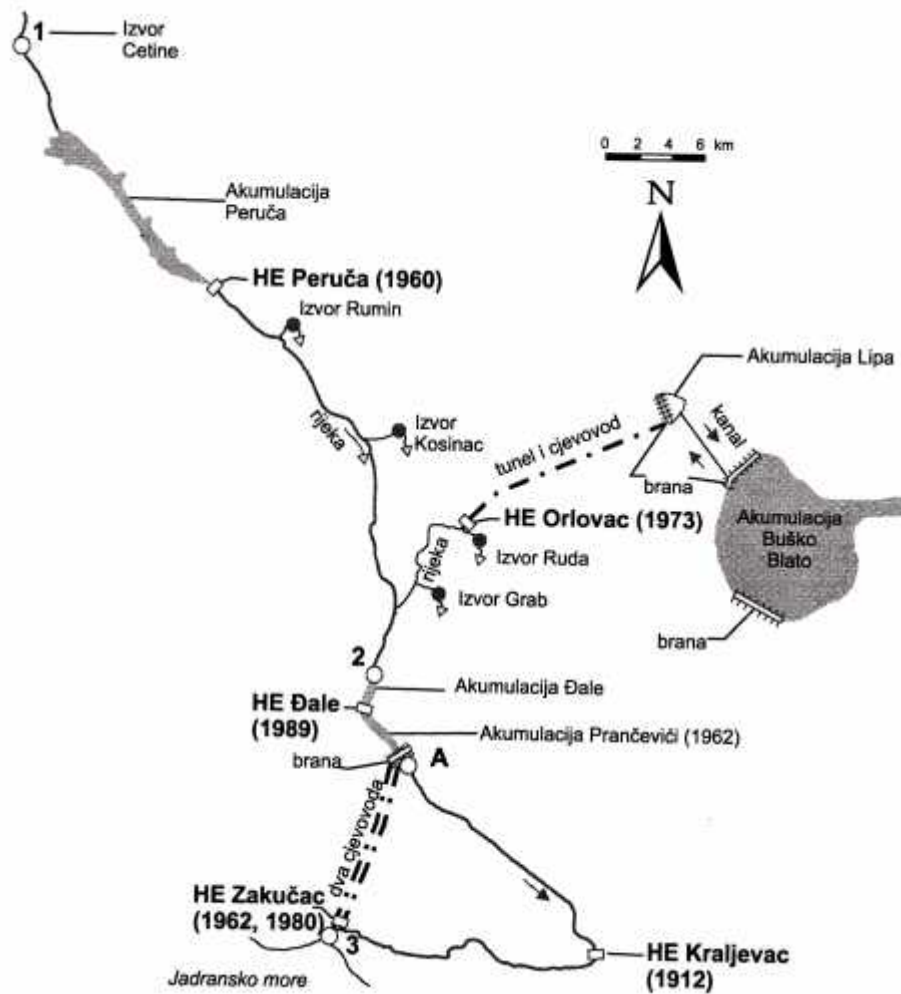 1
Izvor
Cetine
0 2 4 6 km
N
Akumulacija
Peruča
HE Peruča (1960)
Izvor Rumin
Akumulacija Lipa
rijeka
Izvor
Kosinac
kanal
tunel i cjevovod
brana
HE Orlovac (1973)
Akumulacija
Buško
Blato
rijeka
Izvor Ruda
Izvor Grab
brana
2
Akumulacija Đale
HE Đale
(1989)
Akumulacija Prančevići (1962)
brana
A
dva cjevovoda
HE Zakučac
(1962, 1980)
3
HE Kraljevac
(1912)
Jadransko more